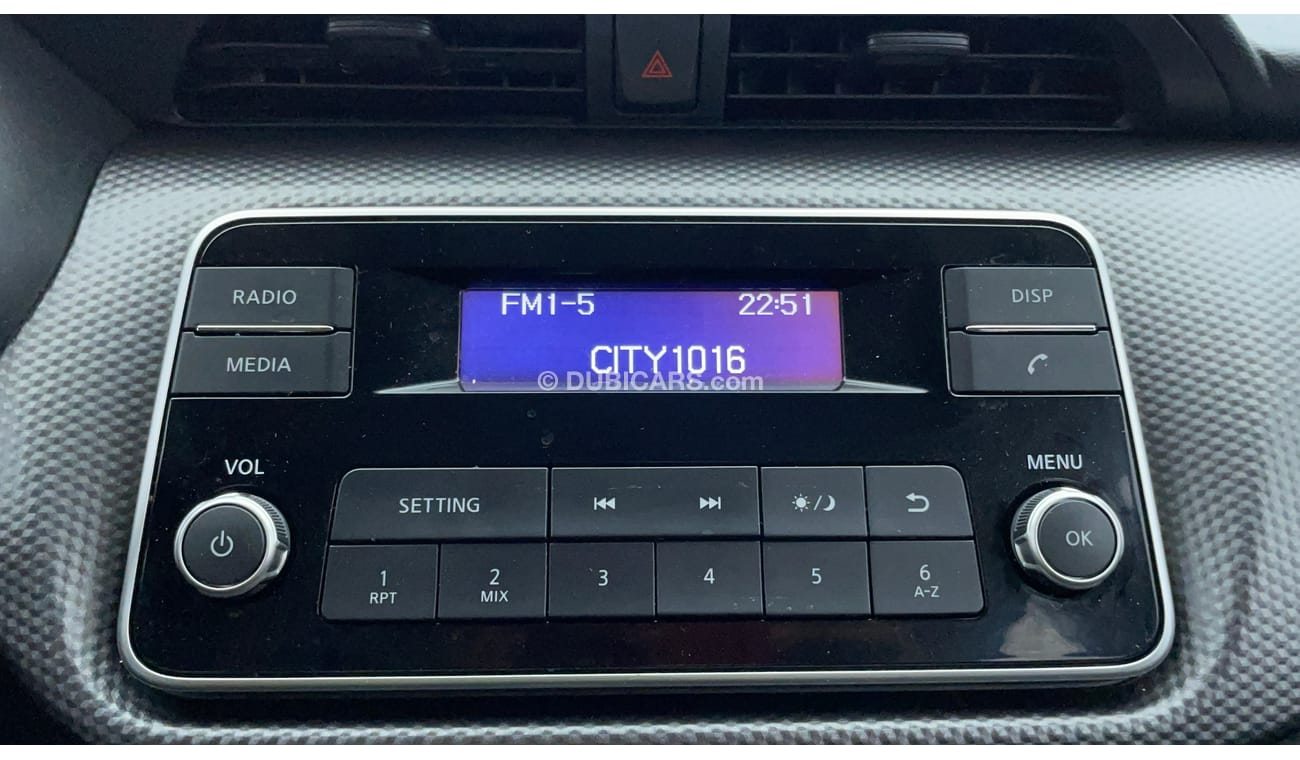 RADIO
MEDIA
FM1-5 22:51
CITY1016
© DUBICARS.com
DISP
VOL
MENU
SETTING
OK
1 2 3 4 5 6
RPT MIX A-Z